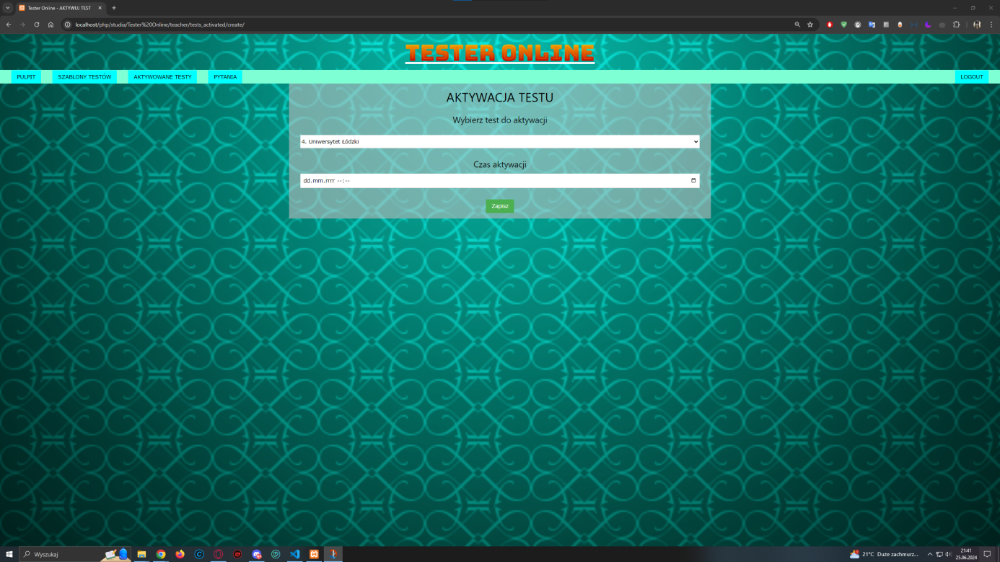 Tester Online - AKTYWUJ TEST
localhost/php/studia/Tester%20Online/teacher/tests_activated/create/
TESTER ONLINE
PULPIT SZABLONY TESTÓW AKTYWOWANE TESTY PYTANIA LOGOUT
AKTYWACJA TESTU
Wybierz test do aktywacji
4. Uniwersytet Łódzki
Czas aktywacji
dd.mm.rrrr --:--
Zapisz
Wyszukaj
21°C Duże zachmurz...
21:41
25.06.2024